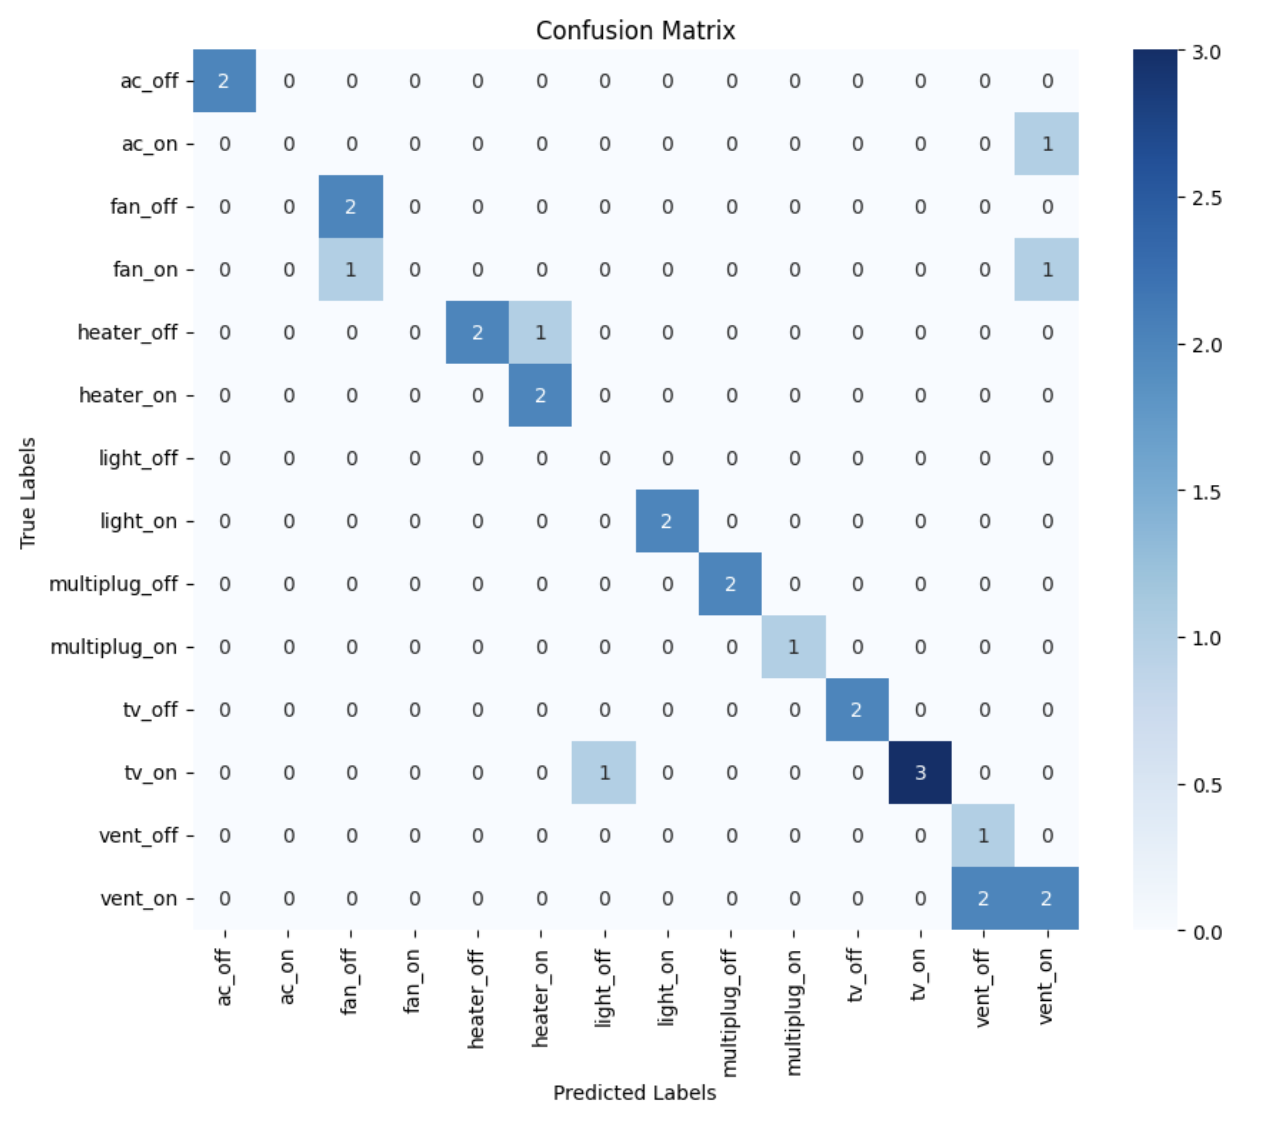 Confusion Matrix
ac_off 2 0 0 0 0 0 0 0 0 0 0 0 0 0
ac_on 0 0 0 0 0 0 0 0 0 0 0 0 0 1
fan_off 0 0 2 0 0 0 0 0 0 0 0 0 0 0
fan_on 0 0 1 0 0 0 0 0 0 0 0 0 0 1
heater_off 0 0 0 0 2 1 0 0 0 0 0 0 0 0
heater_on 0 0 0 0 0 2 0 0 0 0 0 0 0 0
light_off 0 0 0 0 0 0 0 0 0 0 0 0 0 0
light_on 0 0 0 0 0 0 0 2 0 0 0 0 0 0
multiplug_off 0 0 0 0 0 0 0 0 2 0 0 0 0 0
multiplug_on 0 0 0 0 0 0 0 0 0 1 0 0 0 0
tv_off 0 0 0 0 0 0 0 0 0 0 2 0 0 0
tv_on 0 0 0 0 0 0 1 0 0 0 0 3 0 0
vent_off 0 0 0 0 0 0 0 0 0 0 0 0 1 0
vent_on 0 0 0 0 0 0 0 0 0 0 0 0 2 2
True Labels
ac_off ac_on fan_off fan_on heater_off heater_on light_off light_on multiplug_off multiplug_on tv_off tv_on vent_off vent_on
Predicted Labels
3.0
2.5
2.0
1.5
1.0
0.5
0.0